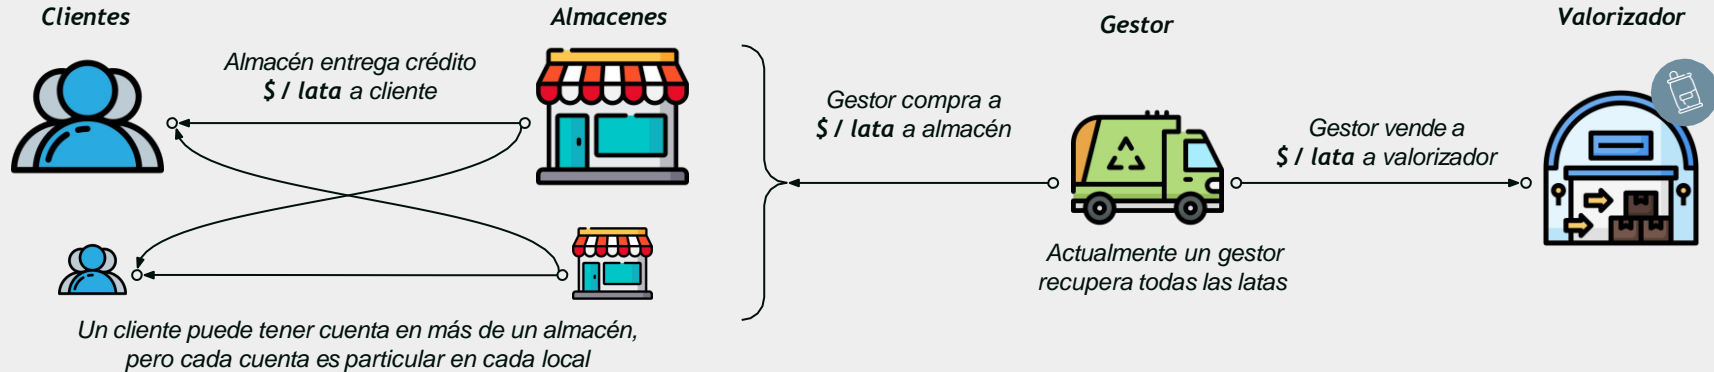 Clientes
Almacenes
Gestor
Valorizador
Almacén entrega crédito
$ / lata a cliente
Gestor compra a
$ / lata a almacén
Gestor vende a
$ / lata a valorizador
Actualmente un gestor
recupera todas las latas
Un cliente puede tener cuenta en más de un almacén,
pero cada cuenta es particular en cada local